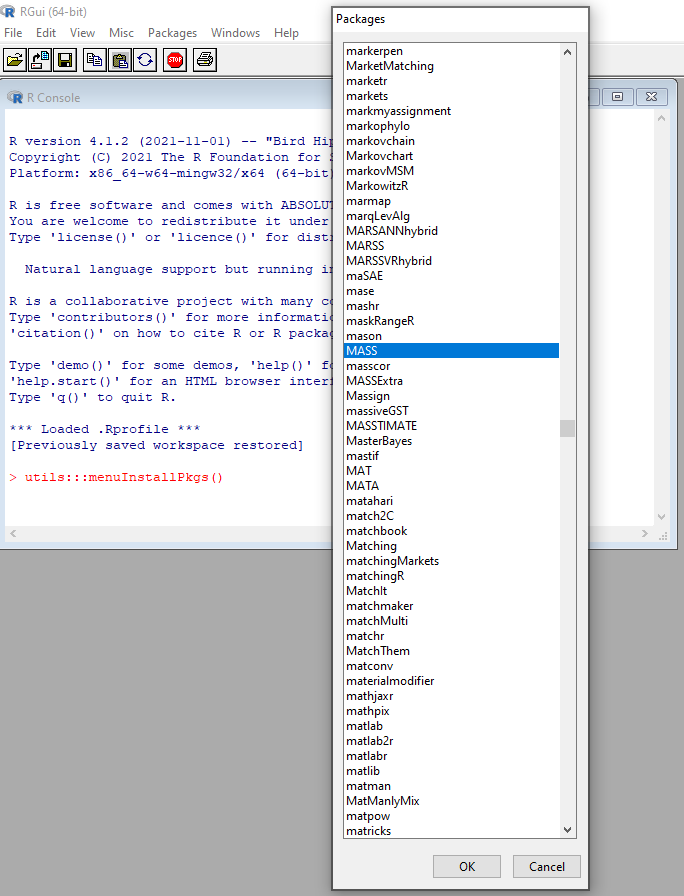 RGui (64-bit)
File Edit View Misc Packages Windows Help
STOP
R Console
R version 4.1.2 (2021-11-01) -- "Bird Hip
Copyright (C) 2021 The R Foundation for
Platform: x86_64-w64-mingw32/x64 (64-bit)
R is free software and comes with ABSOLUT
You are welcome to redistribute it under
Type 'license()' or 'licence()' for dist
Natural language support but running in
R is a collaborative project with many co
Type 'contributors()' for more informatio
'citation()' on how to cite R or R packa
Type 'demo()' for some demos, 'help()' fo
'help.start()' for an HTML browser inter
Type 'q()' to quit R.
*** Loaded .Rprofile ***
[Previously saved workspace restored]
> utils:::menuInstallPkgs()
Packages
markerpen
MarketMatching
marketr
markets
markmyassignment
markophylo
markovchain
Markovchart
markovMSM
MarkowitzR
marmap
marqLevAlg
MARSANNhybrid
MARSS
MARSSVRhybrid
maSAE
mase
mashr
maskRangeR
mason
MASS
masscor
MASSExtra
Massign
massiveGST
MASSTIMATE
MasterBayes
mastif
MAT
MATA
matahari
match2C
matchbook
Matching
matchingMarkets
matchingR
MatchIt
matchmaker
matchMulti
matchr
MatchThem
matconv
materialmodifier
mathjaxr
mathpix
matlab
matlab2r
matlabr
matlib
matman
MatManlyMix
matpow
matricks
OK
Cancel